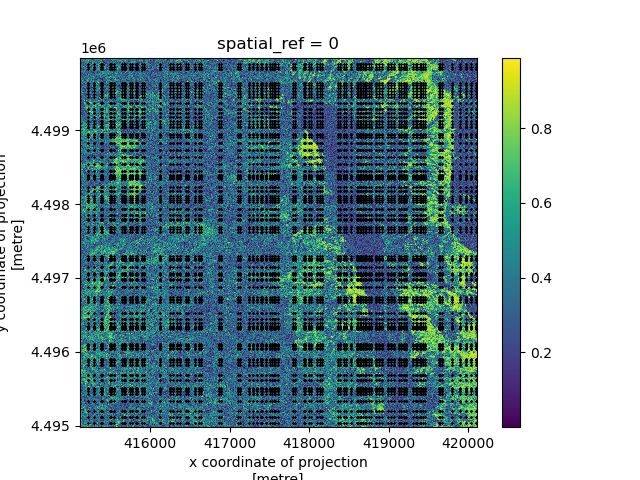 spatial_ref = 0
1e6
4.499
4.498
4.497
4.496
4.495
y coordinate of projection
[metre]
416000 417000 418000 419000 420000
x coordinate of projection
[metre]
0.8
0.6
0.4
0.2